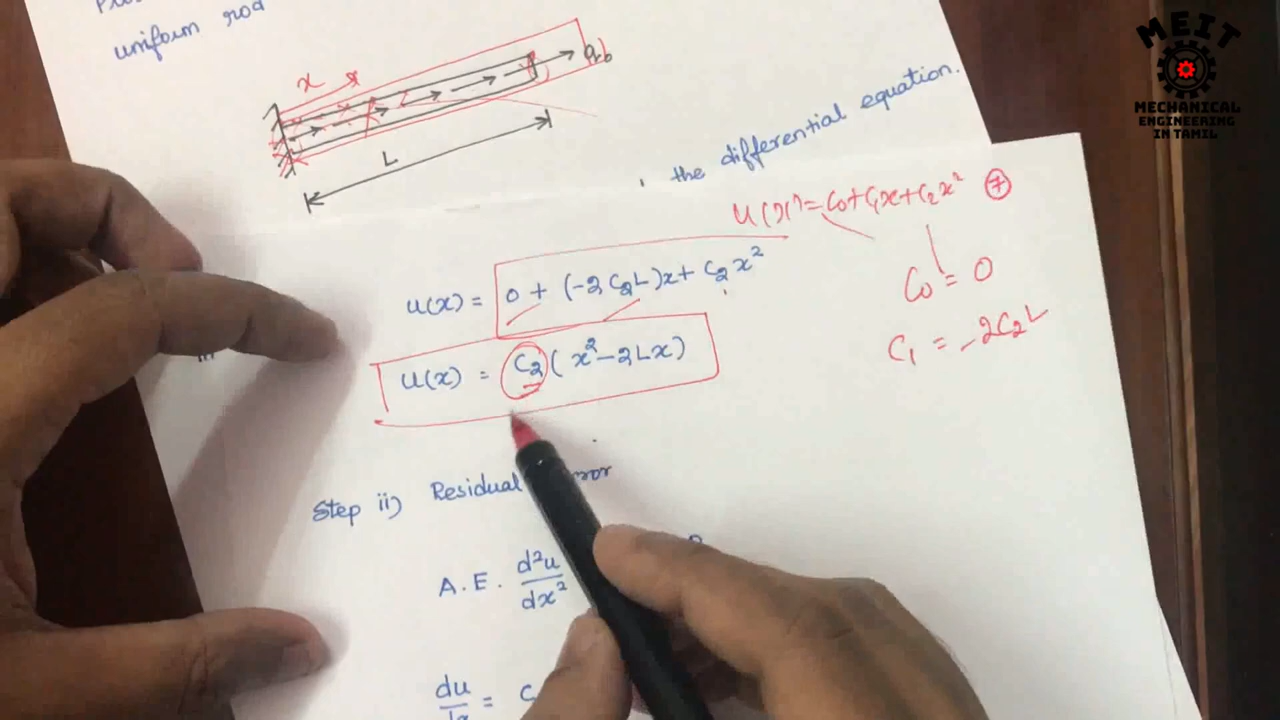 uniform rod
x
q₀
L
the differential equation.
u(x) = C₀+C₁x+C₂x² ⑦
u(x) = 0 + (-2C₂L)x + C₂x²
C₀ = 0
u(x) = C₂(x²-2Lx)
C₁ = -2C₂L
Step ii) Residual
A.E. d²u/dx²
du/dx = C
MEIT
MECHANICAL
ENGINEERING
IN TAMIL